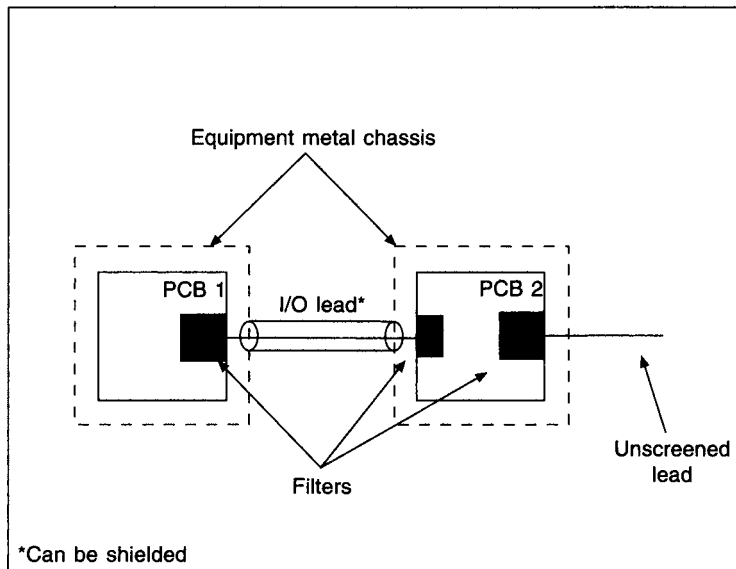 Equipment metal chassis
PCB 1
I/O lead*
PCB 2
Filters
Unscreened
lead
*Can be shielded